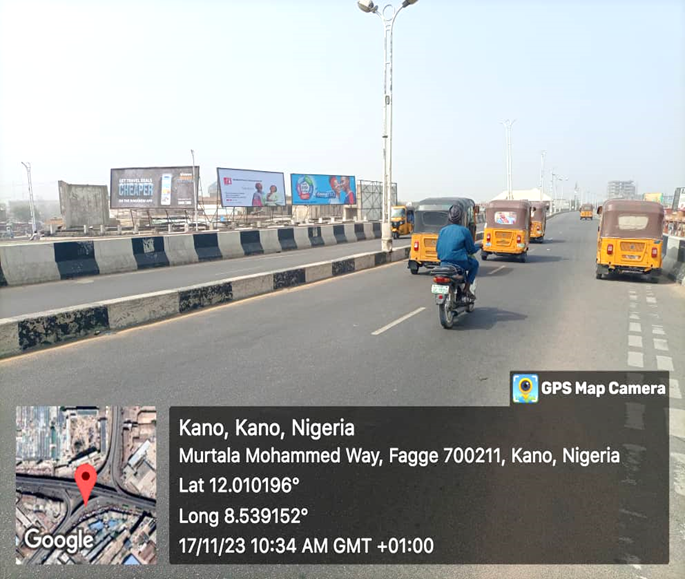 GET TRAVEL DEALS
CHEAPER
GPS Map Camera
Kano, Kano, Nigeria
Murtala Mohammed Way, Fagge 700211, Kano, Nigeria
Lat 12.010196°
Long 8.539152°
17/11/23 10:34 AM GMT +01:00
Google